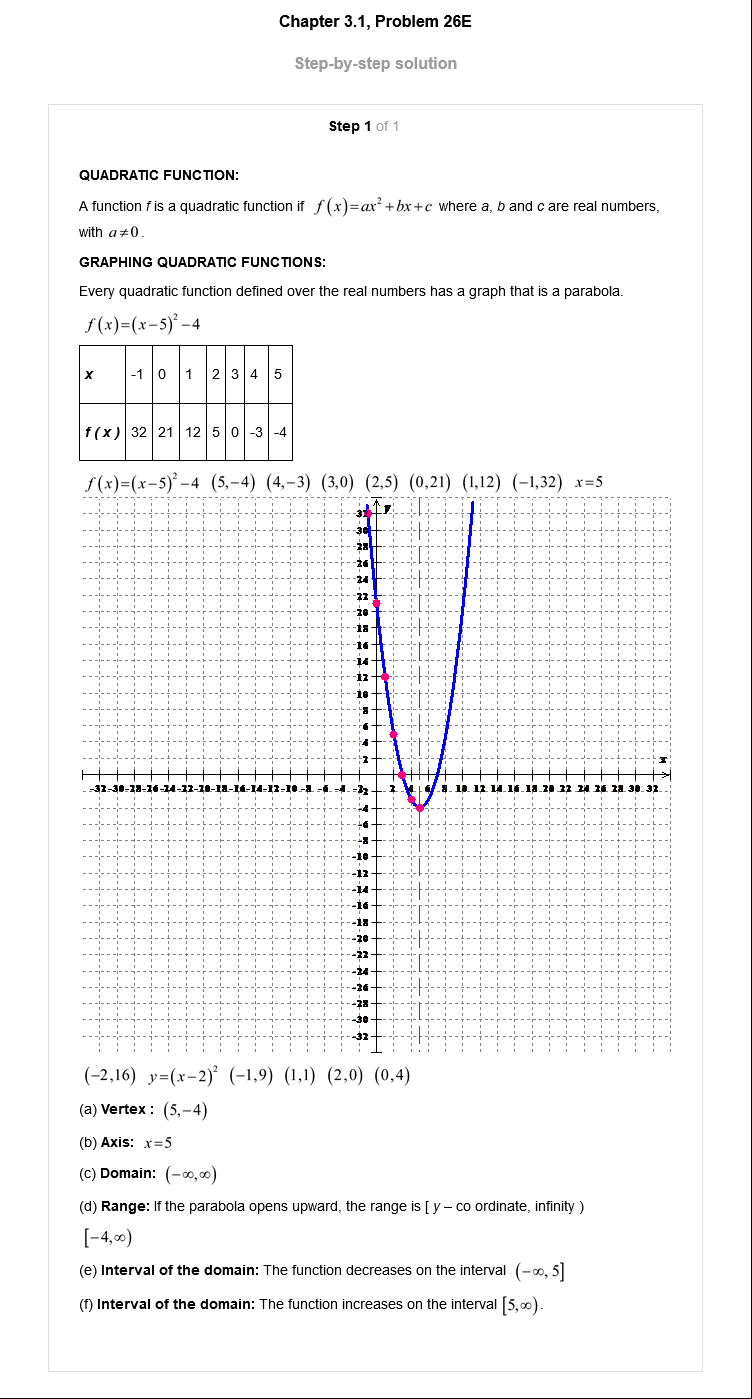 Chapter 3.1, Problem 26E
Step-by-step solution
Step 1 of 1
QUADRATIC FUNCTION:
A function f is a quadratic function if f(x)=ax²+bx+c where a, b and c are real numbers,
with a≠0.
GRAPHING QUADRATIC FUNCTIONS:
Every quadratic function defined over the real numbers has a graph that is a parabola.
f(x)=(x−5)²−4
x -1 0 1 2 3 4 5
f(x) 32 21 12 5 0 -3 -4
f(x)=(x−5)²−4 (5,−4) (4,−3) (3,0) (2,5) (0,21) (1,12) (−1,32) x=5
y
30
28
26
24
22
20
18
16
14
12
10
8
6
4
2
x
-32 -30 -28 -26 -24 -22 -20 -18 -16 -14 -12 -10 -8 -6 -4 -2 2 4 6 8 10 12 14 16 18 20 22 24 26 28 30 32
-2
-4
-6
-8
-10
-12
-14
-16
-18
-20
-22
-24
-26
-28
-30
-32
(−2,16) y=(x−2)² (−1,9) (1,1) (2,0) (0,4)
(a) Vertex : (5,−4)
(b) Axis: x=5
(c) Domain: (−∞,∞)
(d) Range: If the parabola opens upward, the range is [ y – co ordinate, infinity )
[−4,∞)
(e) Interval of the domain: The function decreases on the interval (−∞, 5]
(f) Interval of the domain: The function increases on the interval [5,∞).